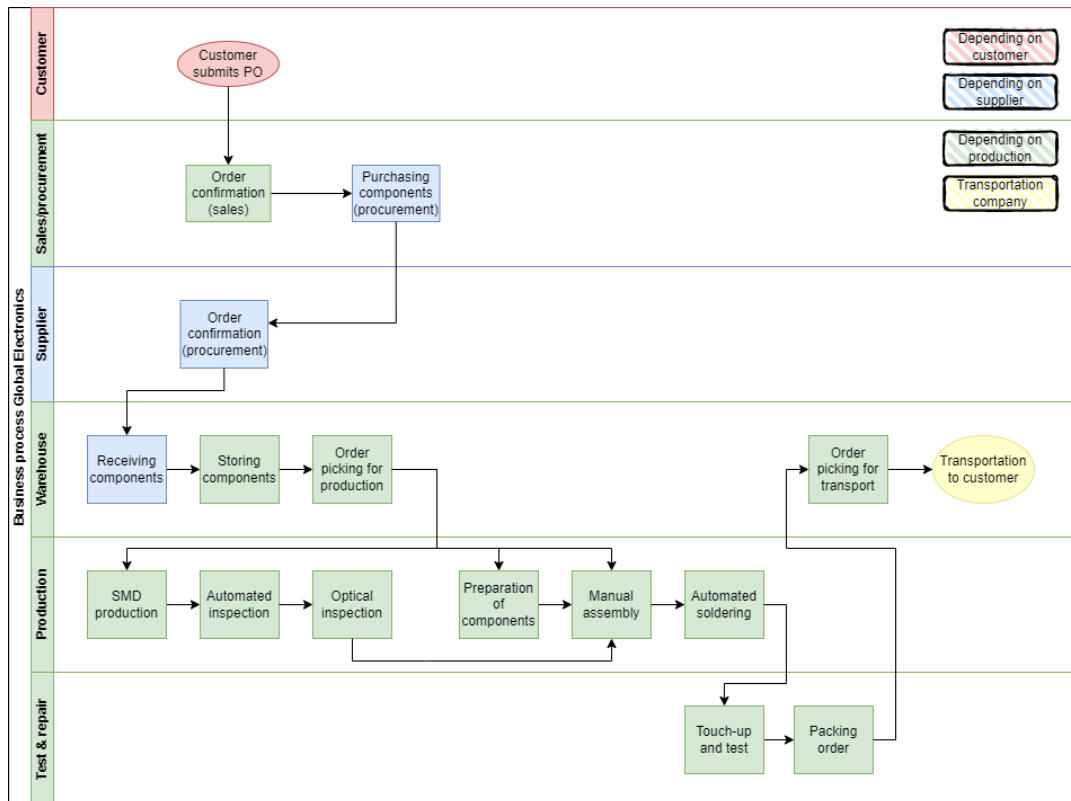 Business process Global Electronics
Customer
Customer
submits PO
Depending on
customer
Depending on
supplier
Sales/procurement
Order
confirmation
(sales)
Purchasing
components
(procurement)
Depending on
production
Transportation
company
Supplier
Order
confirmation
(procurement)
Warehouse
Receiving
components
Storing
components
Order
picking for
production
Order
picking for
transport
Transportation
to customer
Production
SMD
production
Automated
inspection
Optical
inspection
Preparation
of
components
Manual
assembly
Automated
soldering
Test & repair
Touch-up
and test
Packing
order